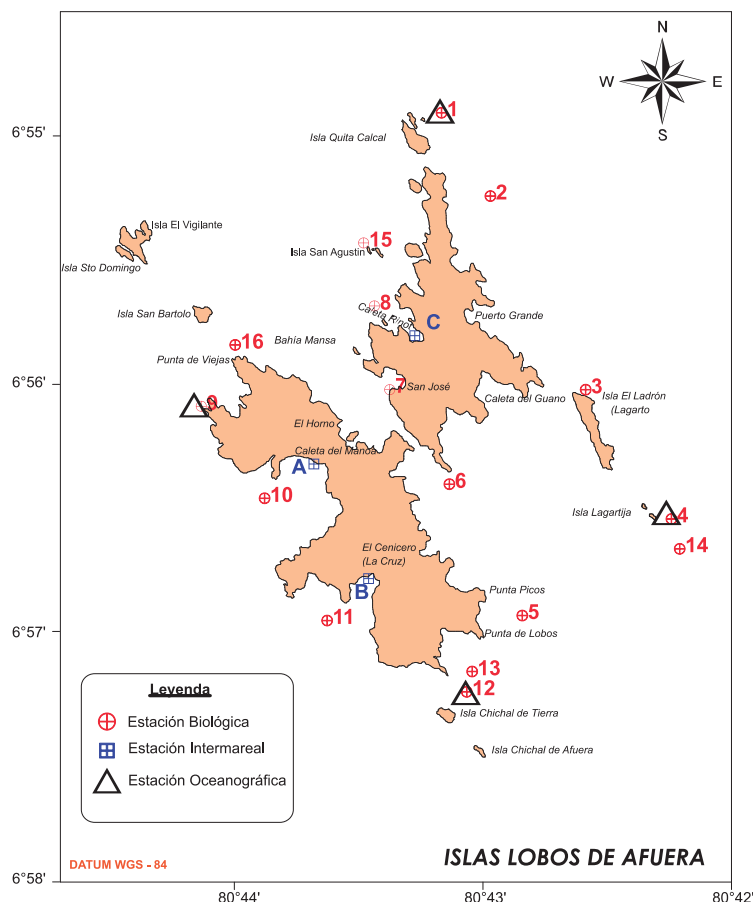 N
W
E
S
6°55'
1
Isla Quita Calcal
2
Isla El Vigilante
15
Isla San Agustin
Isla Sto Domingo
8
Isla San Bartolo
Caleta Rinol
C
Puerto Grande
16
Bahía Mansa
Punta de Viejas
6°56'
7
San José
3
Caleta del Guano
Isla El Ladrón
(Lagarto)
9
El Horno
Caleta del Manoa
A
6
10
Isla Lagartija
4
14
El Cenicero
(La Cruz)
B
Punta Picos
5
11
6°57'
Punta de Lobos
13
12
Isla Chichal de Tierra
Isla Chichal de Afuera
Leyenda
Estación Biológica
Estación Intermareal
Estación Oceanográfica
DATUM WGS - 84
ISLAS LOBOS DE AFUERA
6°58'
80°44'
80°43'
80°42'